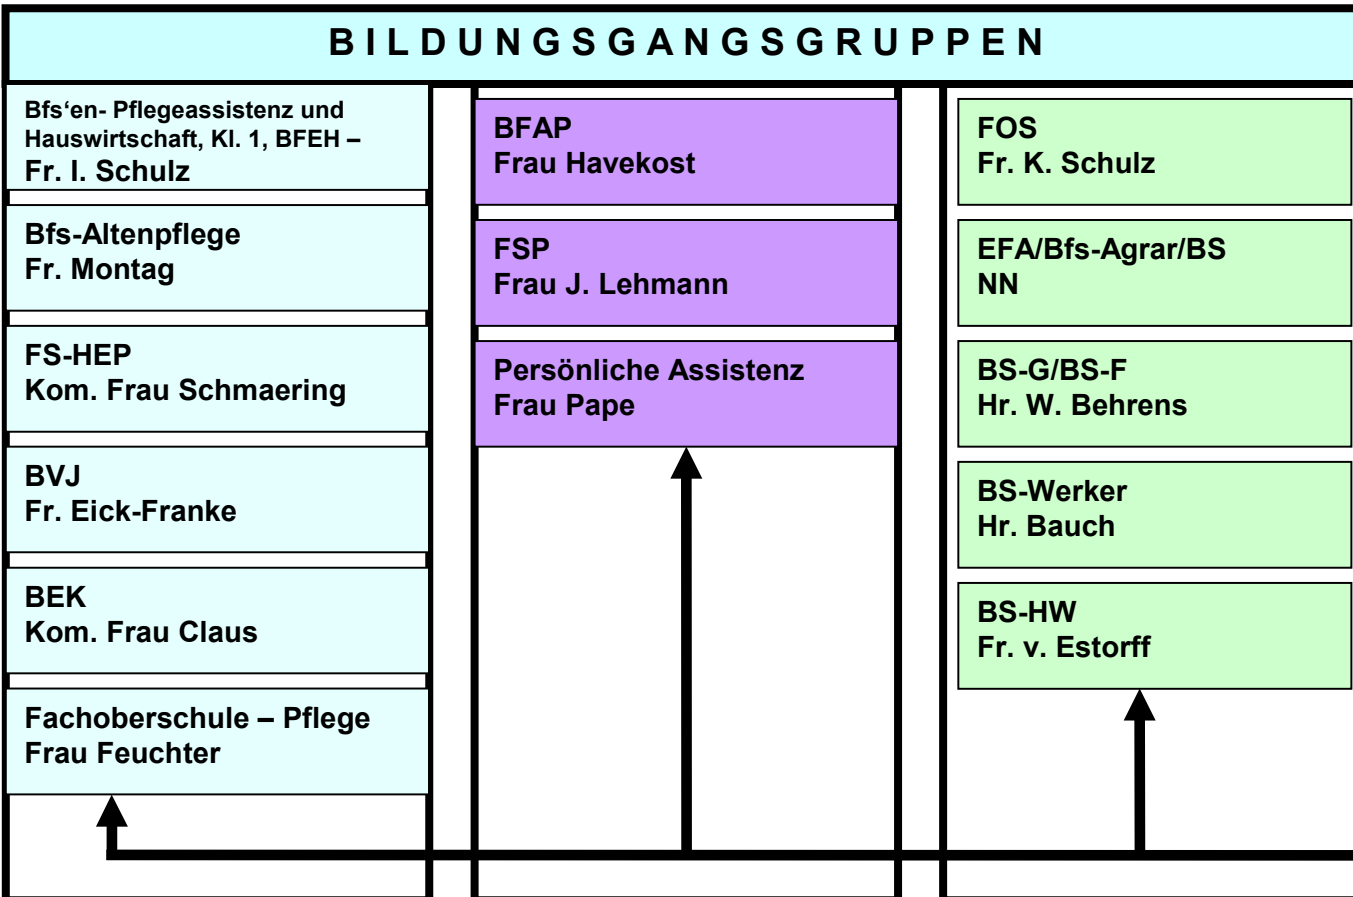 BILDUNGSGANGSGRUPPEN
Bfs‘en- Pflegeassistenz und
Hauswirtschaft, Kl. 1, BFEH –
Fr. I. Schulz
Bfs-Altenpflege
Fr. Montag
FS-HEP
Kom. Frau Schmaering
BVJ
Fr. Eick-Franke
BEK
Kom. Frau Claus
Fachoberschule – Pflege
Frau Feuchter
BFAP
Frau Havekost
FSP
Frau J. Lehmann
Persönliche Assistenz
Frau Pape
FOS
Fr. K. Schulz
EFA/Bfs-Agrar/BS
NN
BS-G/BS-F
Hr. W. Behrens
BS-Werker
Hr. Bauch
BS-HW
Fr. v. Estorff